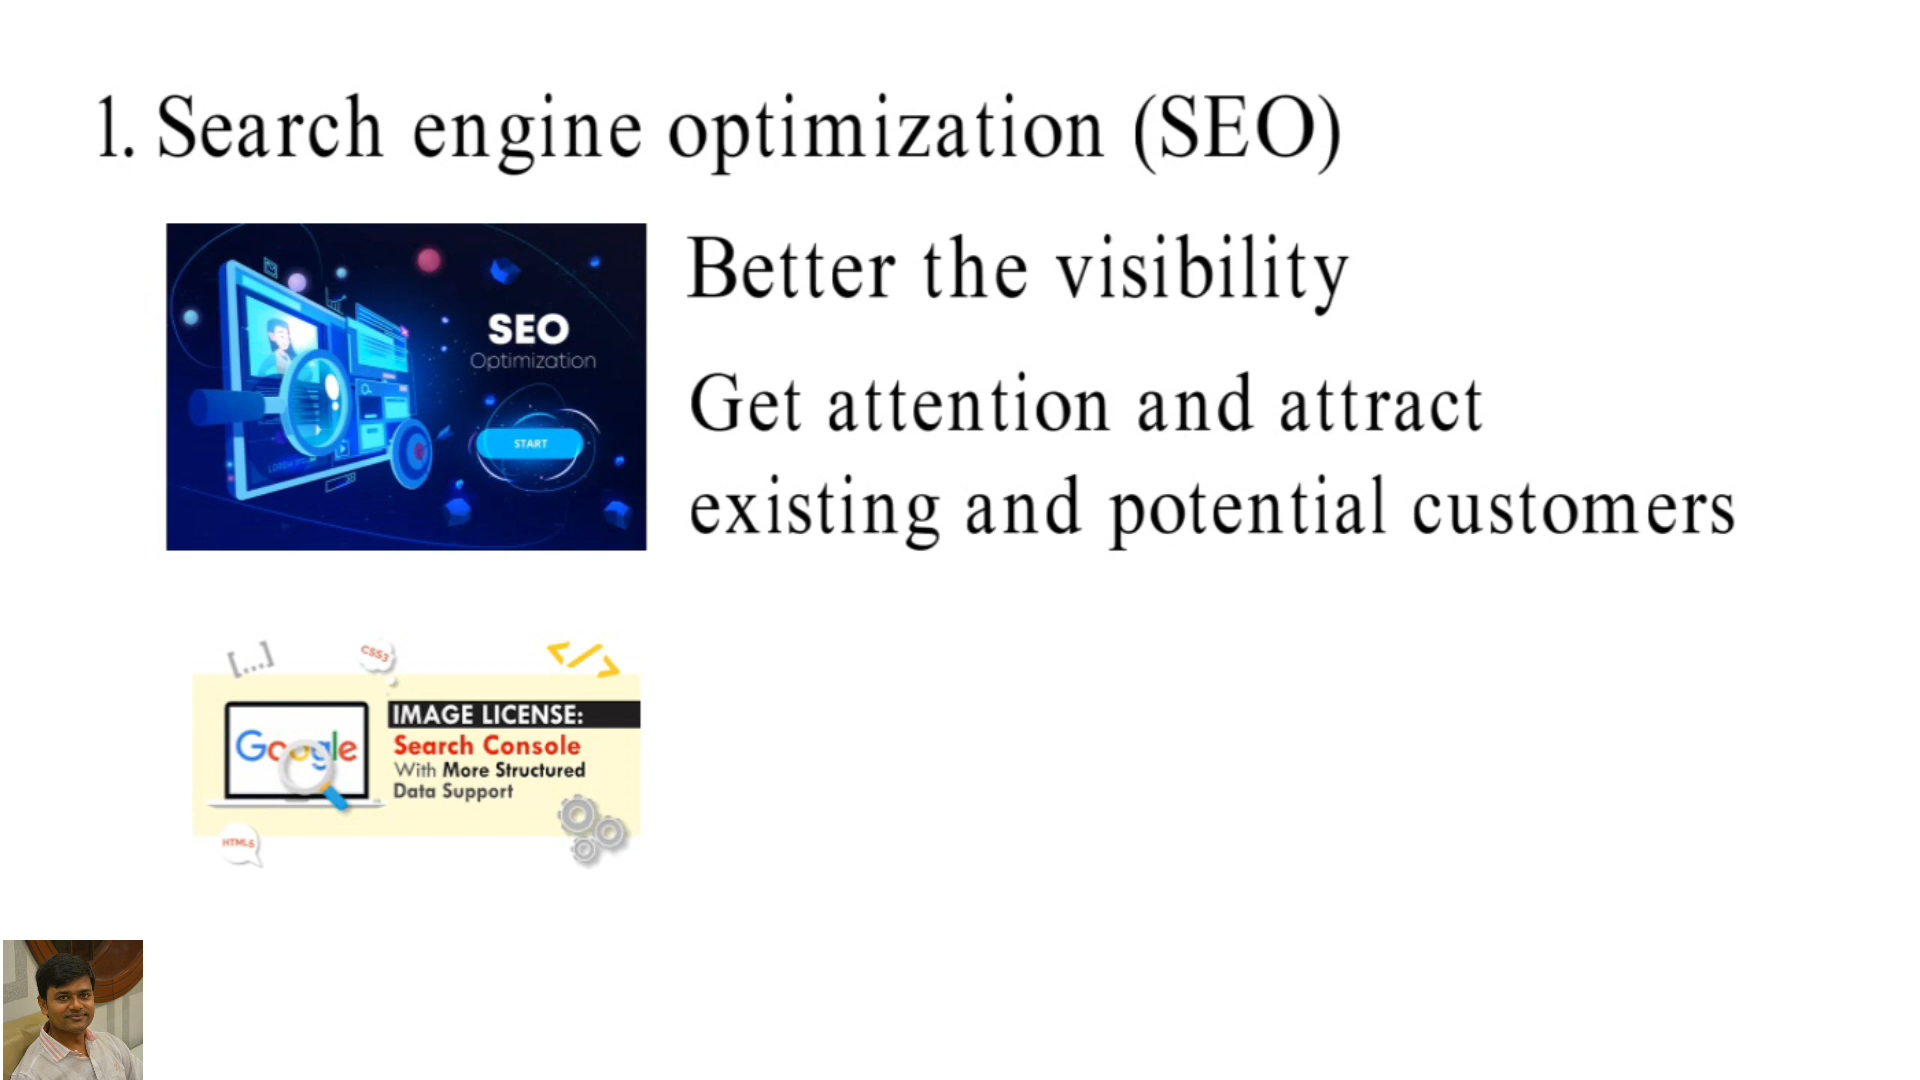 1. Search engine optimization (SEO)
Better the visibility
Get attention and attract
existing and potential customers
SEO
Optimization
START
[...]
CSS3
</>
Google
IMAGE LICENSE:
Search Console
With More Structured
Data Support
HTML5